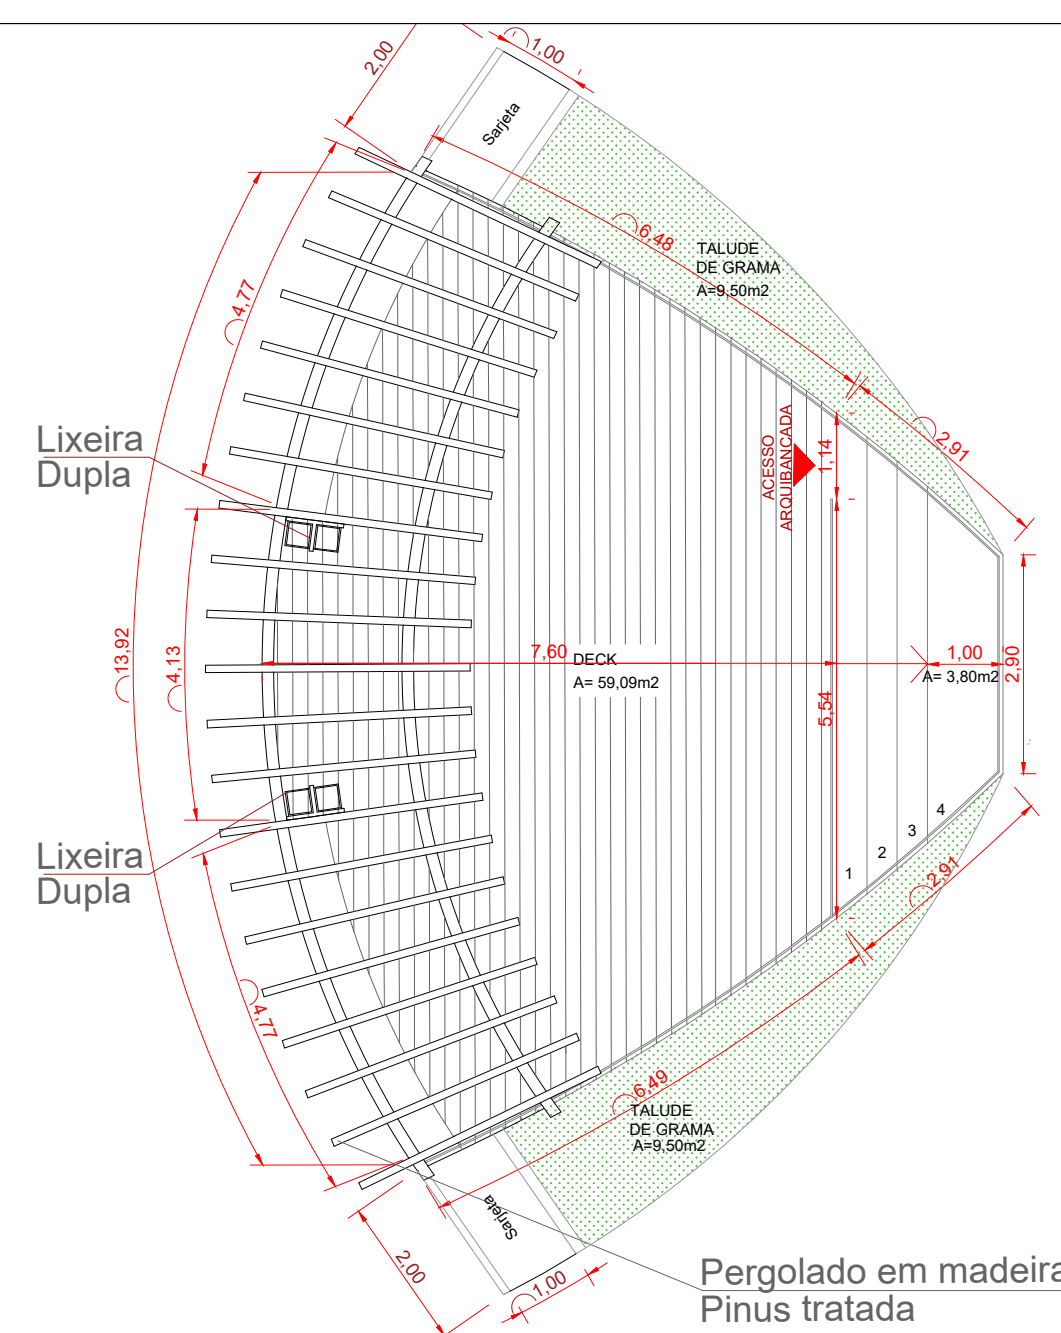 2,00
1,00
Sarjeta
6,48
TALUDE
DE GRAMA
A=9,50m2
4,77
Lixeira
Dupla
ACESSO
ARQUIBANCADA
1,14
2,91
13,92
4,13
7,60
DECK
A= 59,09m2
5,54
1,00
A= 3,80m2
2,90
Lixeira
Dupla
1
2
3
4
2,91
4,77
6,49
TALUDE
DE GRAMA
A=9,50m2
Sarjeta
2,00
1,00
Pergolado em madeira
Pinus tratada